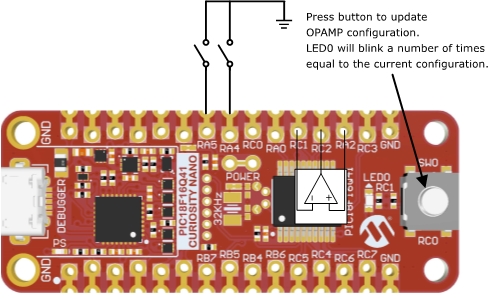 Press button to update
OPAMP configuration.
LED0 will blink a number of times
equal to the current configuration.
GND
RA5
RA4
RC0
RA0
RC1
RC2
RA2
RC3
GND
DEBUGGER
PS
PIC18F16Q41
CURIOSITY NANO
POWER
32KHz
- +
PIC18F16Q41
LED0
RC1
SW0
RC0
GND
RB7
RB5
RB4
RB6
RC5
RC4
RC6
RC7
GND